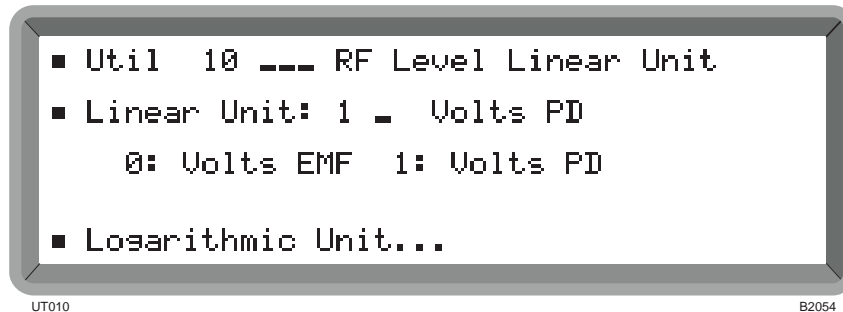 ▪ Util 10 ___ RF Level Linear Unit
▪ Linear Unit: 1 _ Volts PD
0: Volts EMF 1: Volts PD
▪ Logarithmic Unit...
UT010 B2054